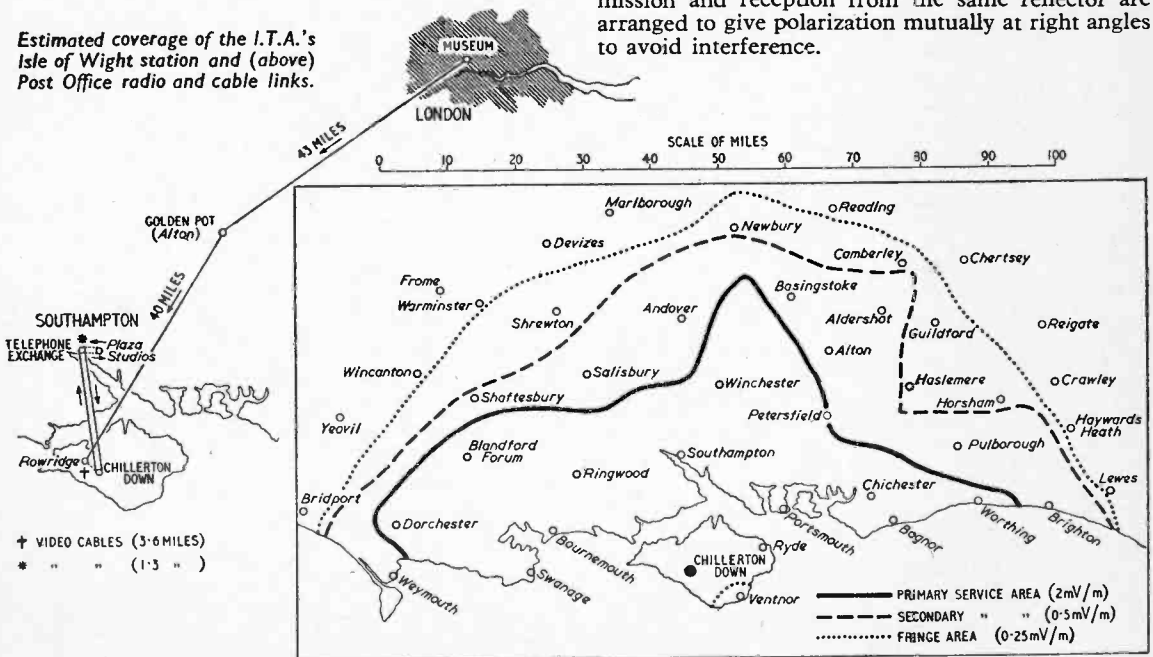 mission and reception from the same reflector are
arranged to give polarization mutually at right angles
to avoid interference.
Estimated coverage of the I.T.A.'s
Isle of Wight station and (above)
Post Office radio and cable links.
MUSEUM
LONDON
43 MILES
GOLDEN POT
(Alton)
40 MILES
SOUTHAMPTON
TELEPHONE
EXCHANGE
* Plaza
Studios
Rowridge
CHILLERTON
DOWN
† VIDEO CABLES (3·6 MILES)
* " " (1·3 " )
SCALE OF MILES
0 10 20 30 40 50 60 70 80 90 100
Marlborough
Reading
Newbury
Devizes
Camberley
Chertsey
Frome
Warminster
Basingstoke
Shrewton
Andover
Aldershot
Guildford
Reigate
Alton
Wincanton
Salisbury
Winchester
Haslemere
Crawley
Shaftesbury
Horsham
Petersfield
Haywards
Heath
Yeovil
Blandford
Forum
Ringwood
Southampton
Pulborough
Bridport
Chichester
Lewes
Dorchester
Portsmouth
Bognor
Worthing
Brighton
Bournemouth
Ryde
CHILLERTON
DOWN
Weymouth
Swanage
Ventnor
PRIMARY SERVICE AREA (2mV/m)
SECONDARY " " (0·5mV/m)
FRINGE AREA (0·25mV/m)